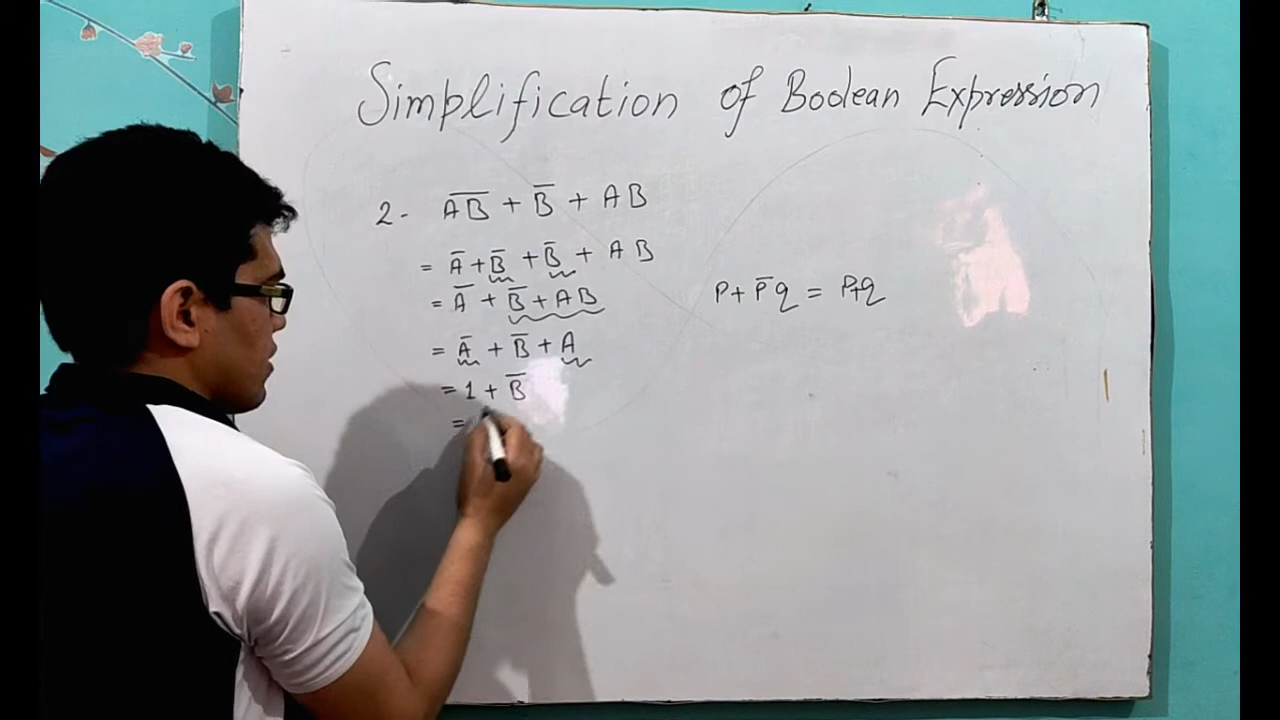 Simplification of Boolean Expression
2- A̅B̅ + B̅ + AB
= A̅ + B̅ + B̅ + AB
= A̅ + B̅ + AB
P + P̅q = P+q
= A̅ + B̅ + A
= 1 + B̅
=